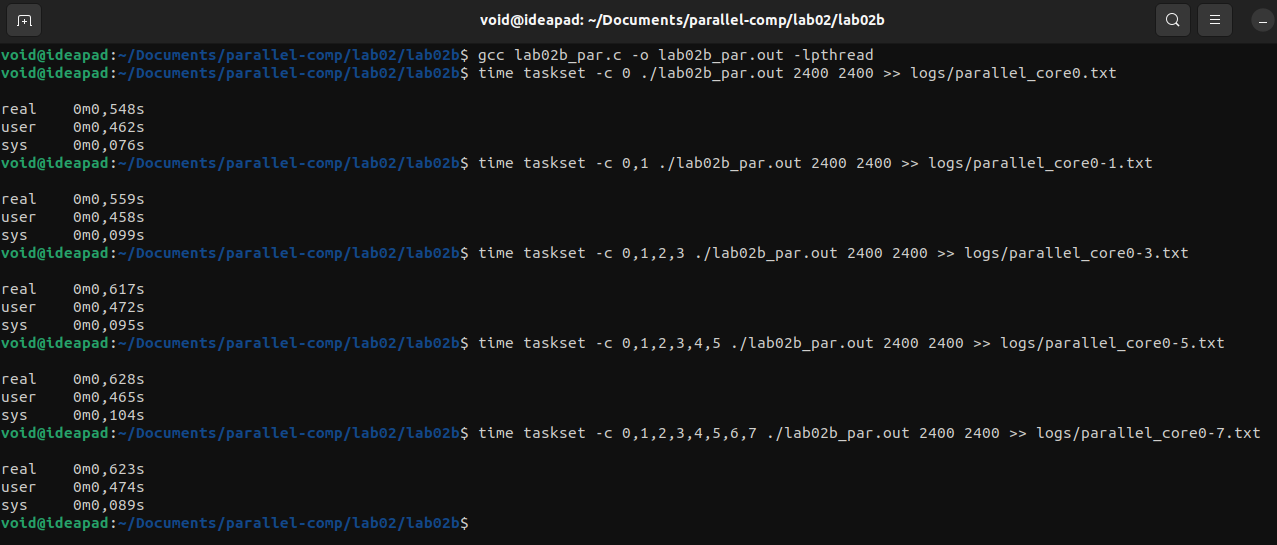 void@ideapad: ~/Documents/parallel-comp/lab02/lab02b
void@ideapad:~/Documents/parallel-comp/lab02/lab02b$ gcc lab02b_par.c -o lab02b_par.out -lpthread
void@ideapad:~/Documents/parallel-comp/lab02/lab02b$ time taskset -c 0 ./lab02b_par.out 2400 2400 >> logs/parallel_core0.txt
real    0m0,548s
user    0m0,462s
sys     0m0,076s
void@ideapad:~/Documents/parallel-comp/lab02/lab02b$ time taskset -c 0,1 ./lab02b_par.out 2400 2400 >> logs/parallel_core0-1.txt
real    0m0,559s
user    0m0,458s
sys     0m0,099s
void@ideapad:~/Documents/parallel-comp/lab02/lab02b$ time taskset -c 0,1,2,3 ./lab02b_par.out 2400 2400 >> logs/parallel_core0-3.txt
real    0m0,617s
user    0m0,472s
sys     0m0,095s
void@ideapad:~/Documents/parallel-comp/lab02/lab02b$ time taskset -c 0,1,2,3,4,5 ./lab02b_par.out 2400 2400 >> logs/parallel_core0-5.txt
real    0m0,628s
user    0m0,465s
sys     0m0,104s
void@ideapad:~/Documents/parallel-comp/lab02/lab02b$ time taskset -c 0,1,2,3,4,5,6,7 ./lab02b_par.out 2400 2400 >> logs/parallel_core0-7.txt
real    0m0,623s
user    0m0,474s
sys     0m0,089s
void@ideapad:~/Documents/parallel-comp/lab02/lab02b$